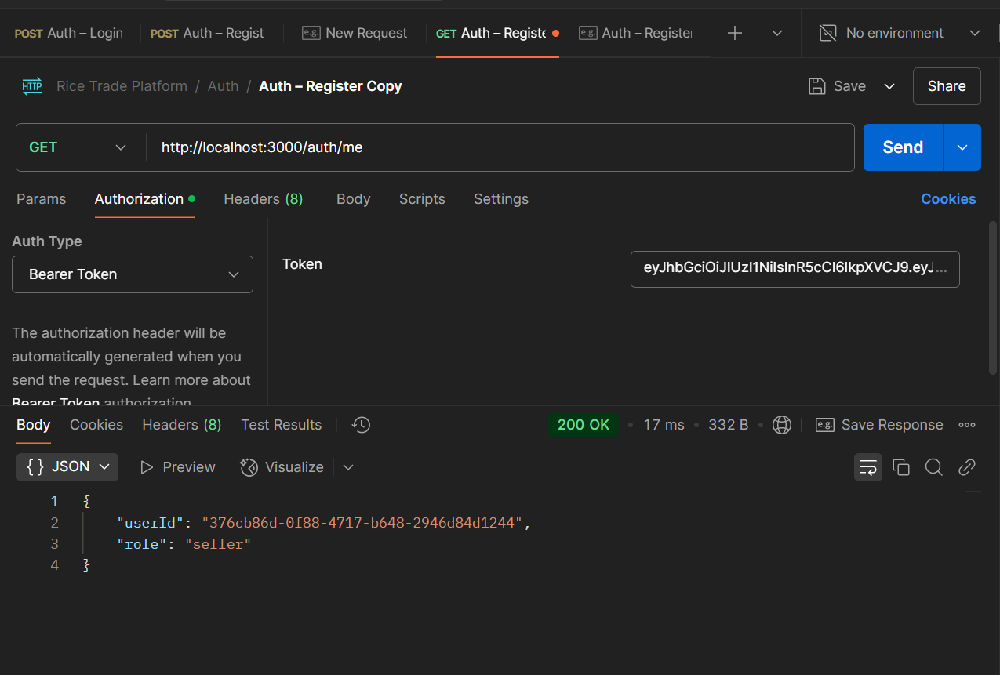 POST Auth – Login POST Auth – Regist e.g. New Request GET Auth – Registe e.g. Auth – Register No environment
HTTP Rice Trade Platform / Auth / Auth – Register Copy Save Share
GET http://localhost:3000/auth/me Send
Params Authorization Headers (8) Body Scripts Settings Cookies
Auth Type
Bearer Token
Token eyJhbGciOiJIUzI1NiIsInR5cCI6IkpXVCJ9.eyJ...
The authorization header will be
automatically generated when you
send the request. Learn more about
Bearer Token authorization
Body Cookies Headers (8) Test Results 200 OK • 17 ms • 332 B • e.g. Save Response
{} JSON Preview Visualize
1 {
2 "userId": "376cb86d-0f88-4717-b648-2946d84d1244",
3 "role": "seller"
4 }